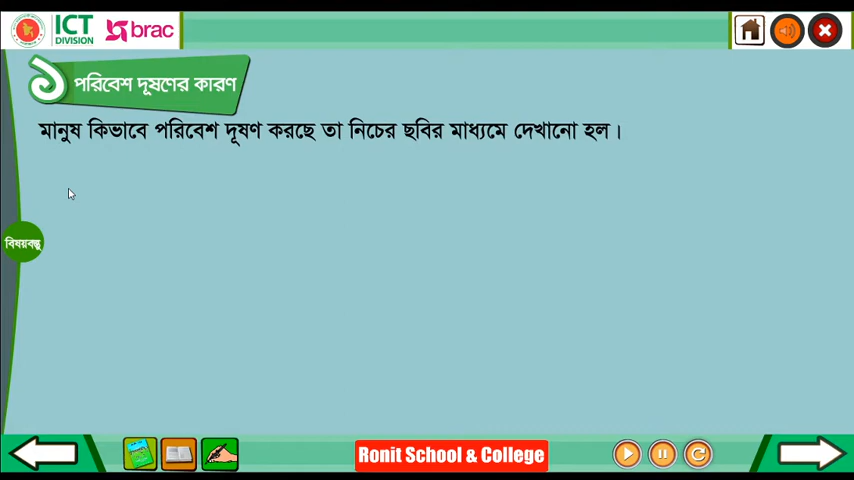 ICT
DIVISION
brac
১
পরিবেশ দূষণের কারণ
মানুষ কিভাবে পরিবেশ দূষণ করছে তা নিচের ছবির মাধ্যমে দেখানো হল।
বিষয়বস্তু
Ronit School & College